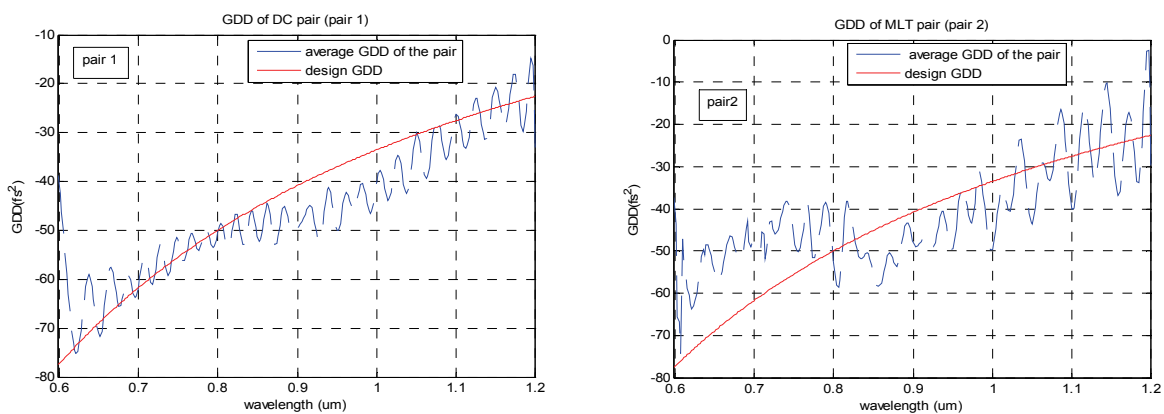 GDD of DC pair (pair 1)
-10
-20
-30
-40
-50
-60
-70
-80
GDD(fs²)
pair 1
average GDD of the pair
design GDD
0.6 0.7 0.8 0.9 1 1.1 1.2
wavelength (um)
GDD of MLT pair (pair 2)
0
-10
-20
-30
-40
-50
-60
-70
-80
GDD(fs²)
pair2
average GDD of the pair
design GDD
0.6 0.7 0.8 0.9 1 1.1 1.2
wavelength (um)